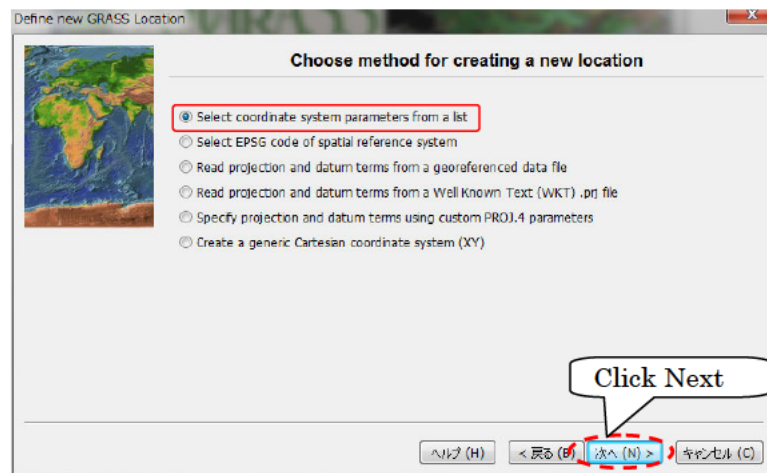 Define new GRASS Location
Choose method for creating a new location
Select coordinate system parameters from a list
Select EPSG code of spatial reference system
Read projection and datum terms from a georeferenced data file
Read projection and datum terms from a Well Known Text (WKT) .prj file
Specify projection and datum terms using custom PROJ.4 parameters
Create a generic Cartesian coordinate system (XY)
Click Next
ヘルプ (H) < 戻る (B) 次へ (N) > キャンセル (C)